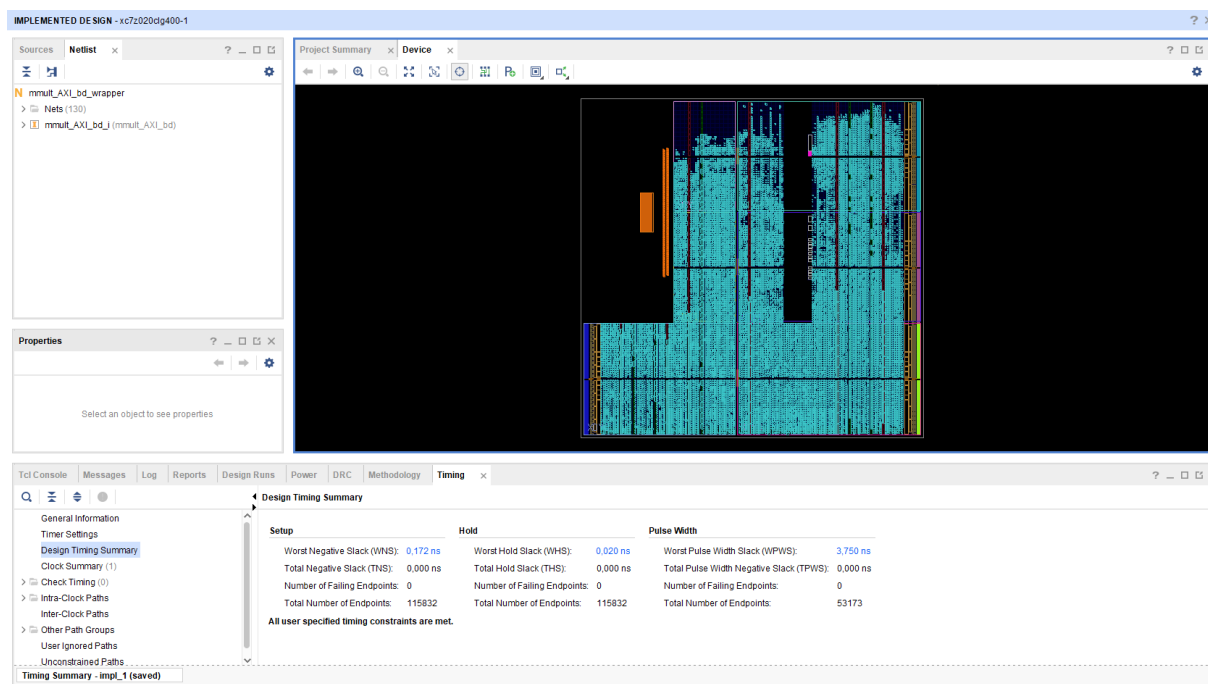 IMPLEMENTED DESIGN - xc7z020clg400-1
Sources Netlist
Project Summary Device
N mmult_AXI_bd_wrapper
Nets (130)
mmult_AXI_bd_i (mmult_AXI_bd)
Properties
Select an object to see properties
Tcl Console Messages Log Reports Design Runs Power DRC Methodology Timing
Design Timing Summary
General Information
Timer Settings
Design Timing Summary
Clock Summary (1)
Check Timing (0)
Intra-Clock Paths
Inter-Clock Paths
Other Path Groups
User Ignored Paths
Unconstrained Paths
Setup Hold Pulse Width
Worst Negative Slack (WNS): 0,172 ns Worst Hold Slack (WHS): 0,020 ns Worst Pulse Width Slack (WPWS): 3,750 ns
Total Negative Slack (TNS): 0,000 ns Total Hold Slack (THS): 0,000 ns Total Pulse Width Negative Slack (TPWS): 0,000 ns
Number of Failing Endpoints: 0 Number of Failing Endpoints: 0 Number of Failing Endpoints: 0
Total Number of Endpoints: 115832 Total Number of Endpoints: 115832 Total Number of Endpoints: 53173
All user specified timing constraints are met.
Timing Summary - impl_1 (saved)